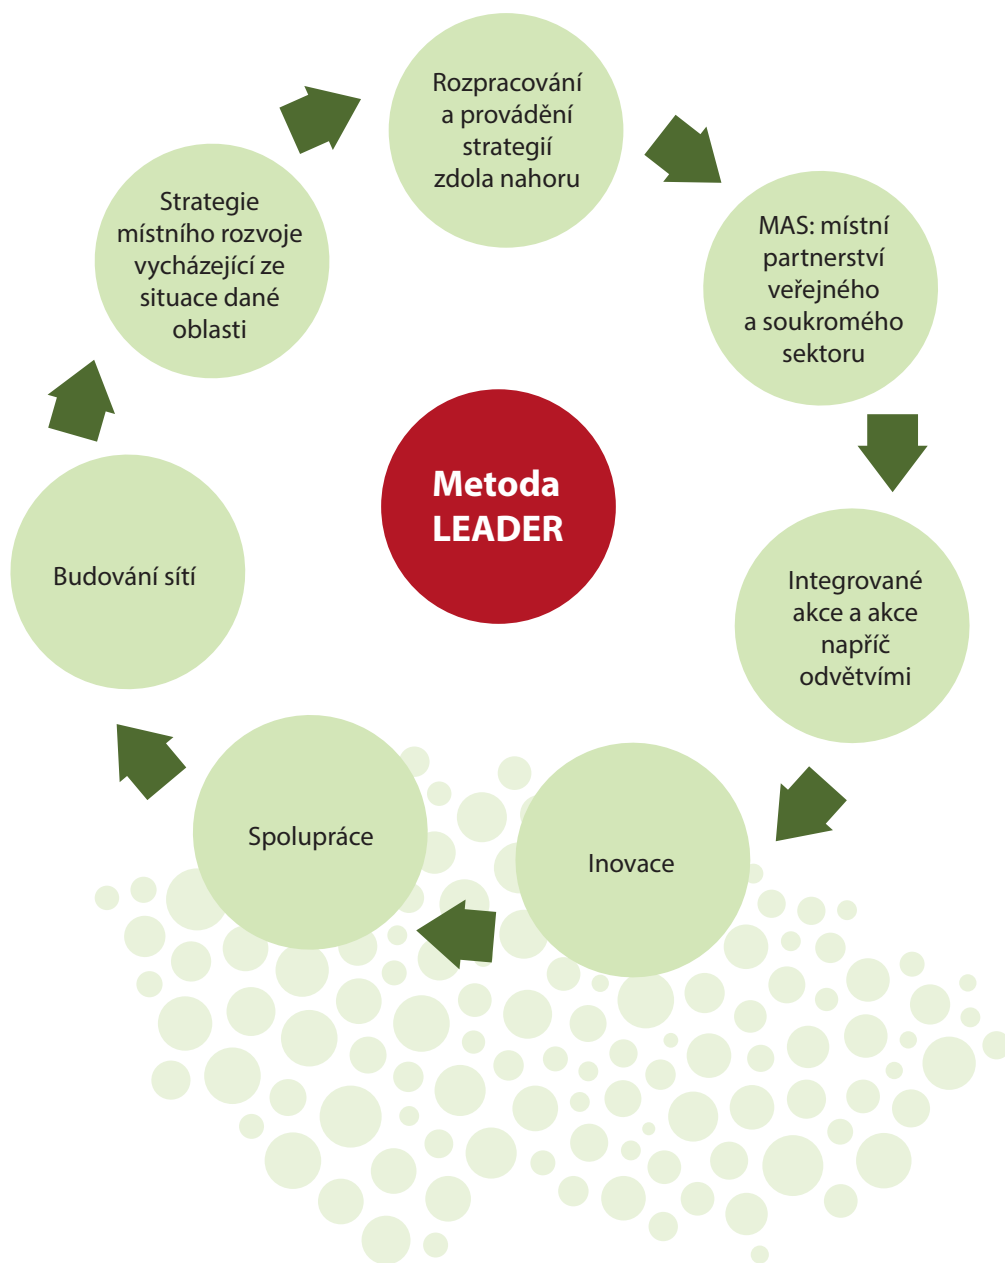 Rozpracování
a provádění
strategií
zdola nahoru
Strategie
místního rozvoje
vycházející ze
situace dané
oblasti
MAS: místní
partnerství
veřejného
a soukromého
sektoru
Metoda
LEADER
Budování sítí
Integrované
akce a akce
napříč
odvětvími
Spolupráce
Inovace